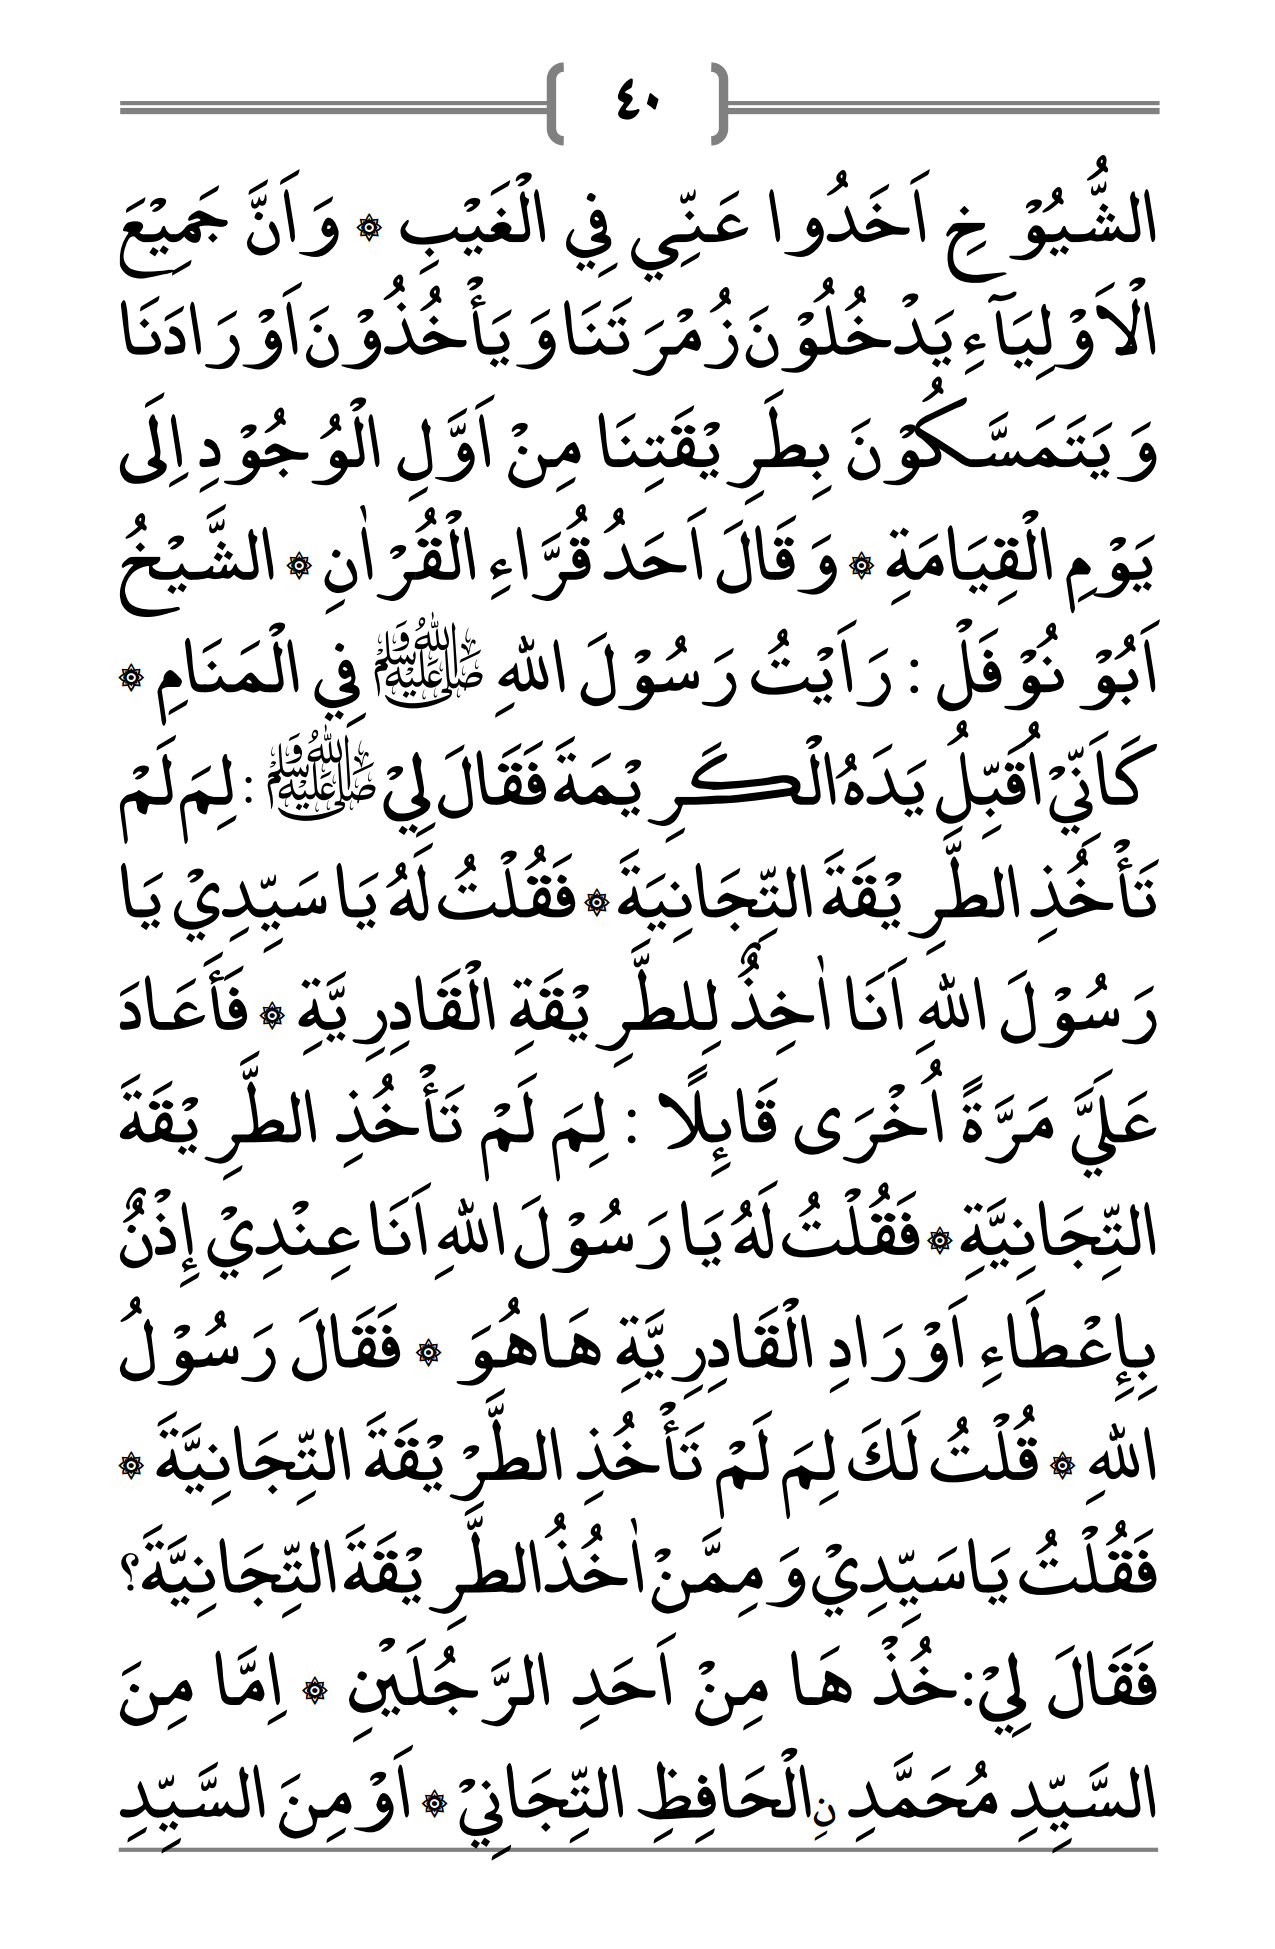 ٤٠
الشُّيُوْخِ اَخَدُوا عَنِّي فِي الْغَيْبِ ۞ وَاَنَّ جَمِيْعَ
الْاَوْلِيَآءِ يَدْخُلُوْنَ زُمْرَتَنَا وَيَأْخُذُوْنَ اَوْرَادَنَا
وَيَتَمَسَّكُوْنَ بِطَرِيْقَتِنَا مِنْ اَوَّلِ الْوُجُوْدِ اِلَى
يَوْمِ الْقِيَامَةِ ۞ وَقَالَ اَحَدُ قُرَّاءِ الْقُرْاٰنِ ۞ الشَّيْخُ
اَبُوْ نُوْفَلْ : رَاَيْتُ رَسُوْلَ اللهِ ﷺ فِي الْمَنَامِ ۞
كَاَنِّيْ اُقَبِّلُ يَدَهُ الْكَرِيْمَةَ فَقَالَ لِيْ ﷺ : لِمَ لَمْ
تَأْخُذِ الطَّرِيْقَةَ التِّجَانِيَةَ ۞ فَقُلْتُ لَهُ يَا سَيِّدِيْ يَا
رَسُوْلَ اللهِ اَنَا اٰخِذٌ لِلطَّرِيْقَةِ الْقَادِرِيَّةِ ۞ فَأَعَادَ
عَلَيَّ مَرَّةً اُخْرَى قَايِٕلًا : لِمَ لَمْ تَأْخُذِ الطَّرِيْقَةَ
التِّجَانِيَّةِ ۞ فَقُلْتُ لَهُ يَا رَسُوْلَ اللهِ اَنَا عِنْدِيْ إِذْنٌ
بِإِعْطَاءِ اَوْرَادِ الْقَادِرِيَّةِ هَاهُوَ ۞ فَقَالَ رَسُوْلُ
اللهِ ۞ قُلْتُ لَكَ لِمَ لَمْ تَأْخُذِ الطَّرْيْقَةَ التِّجَانِيَّةَ ۞
فَقُلْتُ يَاسَيِّدِيْ وَمِمَّنْ اٰخُذُ الطَّرِيْقَةَ التِّجَانِيَّةَ؟
فَقَالَ لِيْ: خُذْ هَا مِنْ اَحَدِ الرَّجُلَيْنِ ۞ اِمَّا مِنَ
السَّيِّدِ مُحَمَّدِ نِ الْحَافِظِ التِّجَانِيْ ۞ اَوْ مِنَ السَّيِّدِ